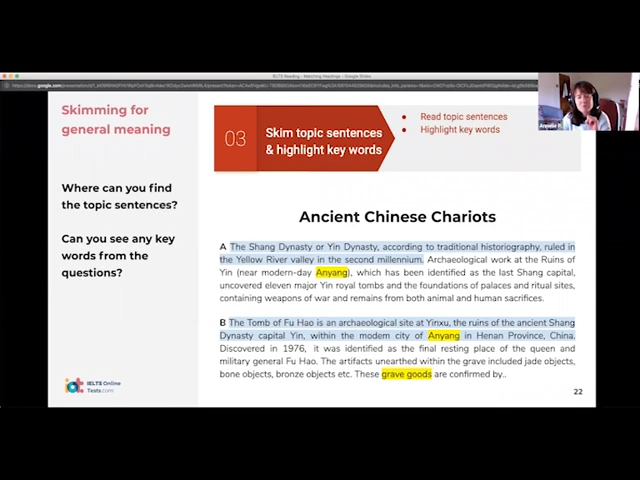 IELTS Reading - Matching Headings - Google Slides
Skimming for
general meaning
03
Skim topic sentences
& highlight key words
• Read topic sentences
• Highlight key words
Where can you find
the topic sentences?
Can you see any key
words from the
questions?
Ancient Chinese Chariots
A The Shang Dynasty or Yin Dynasty, according to traditional historiography, ruled in
the Yellow River valley in the second millennium. Archaeological work at the Ruins of
Yin (near modern-day Anyang), which has been identified as the last Shang capital,
uncovered eleven major Yin royal tombs and the foundations of palaces and ritual sites,
containing weapons of war and remains from both animal and human sacrifices.
B The Tomb of Fu Hao is an archaeological site at Yinxu, the ruins of the ancient Shang
Dynasty capital Yin, within the modern city of Anyang in Henan Province, China.
Discovered in 1976, it was identified as the final resting place of the queen and
military general Fu Hao. The artifacts unearthed within the grave included jade objects,
bone objects, bronze objects etc. These grave goods are confirmed by..
iot IELTS Online
Tests.com
22